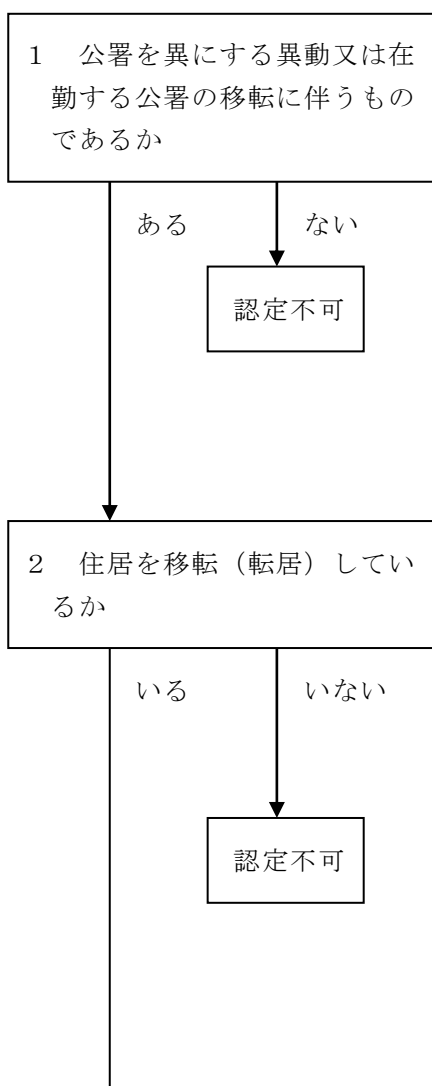 1　公署を異にする異動又は在
勤する公署の移転に伴うもの
であるか
ある
ない
認定不可
2　住居を移転（転居）してい
るか
いる
いない
認定不可